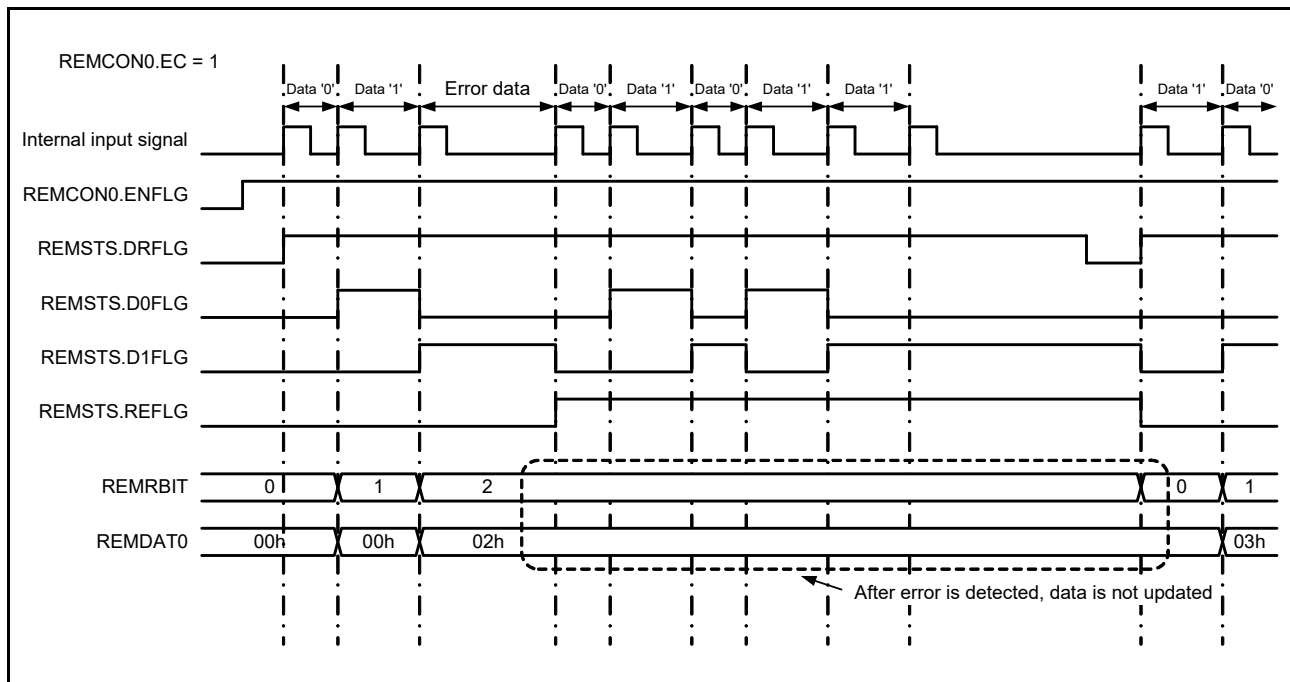 REMCON0.EC = 1
Data '0' Data '1' Error data Data '0' Data '1' Data '0' Data '1' Data '1' Data '1' Data '0'
Internal input signal
REMCON0.ENFLG
REMSTS.DRFLG
REMSTS.D0FLG
REMSTS.D1FLG
REMSTS.REFLG
REMRBIT 0 1 2 0 1
REMDAT0 00h 00h 02h 03h
After error is detected, data is not updated